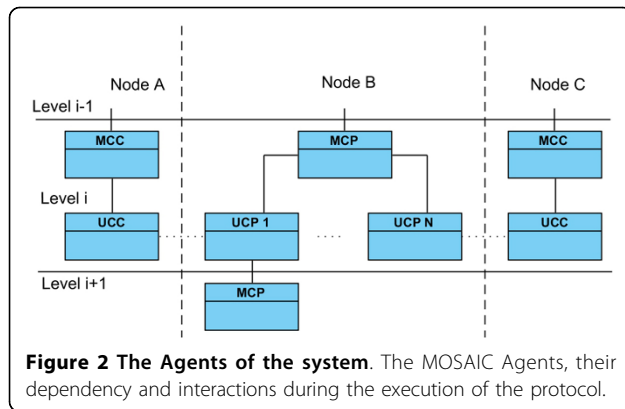 Node A
Node B
Node C
Level i-1
MCC
MCP
MCC
Level i
UCC
UCP 1
UCP N
UCC
Level i+1
MCP
Figure 2 The Agents of the system. The MOSAIC Agents, their
dependency and interactions during the execution of the protocol.